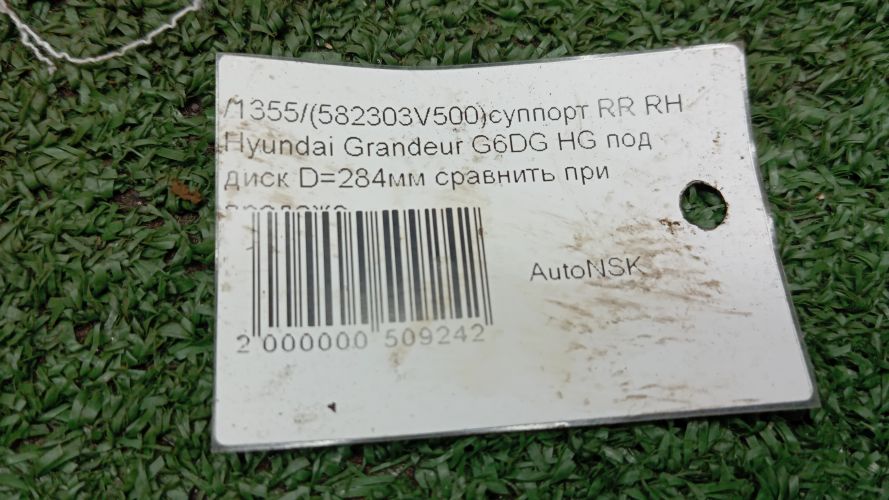 /1355/(582303V500)суппорт RR RH
Hyundai Grandeur G6DG HG под
диск D=284мм сравнить при
AutoNSK
2 000000 509242